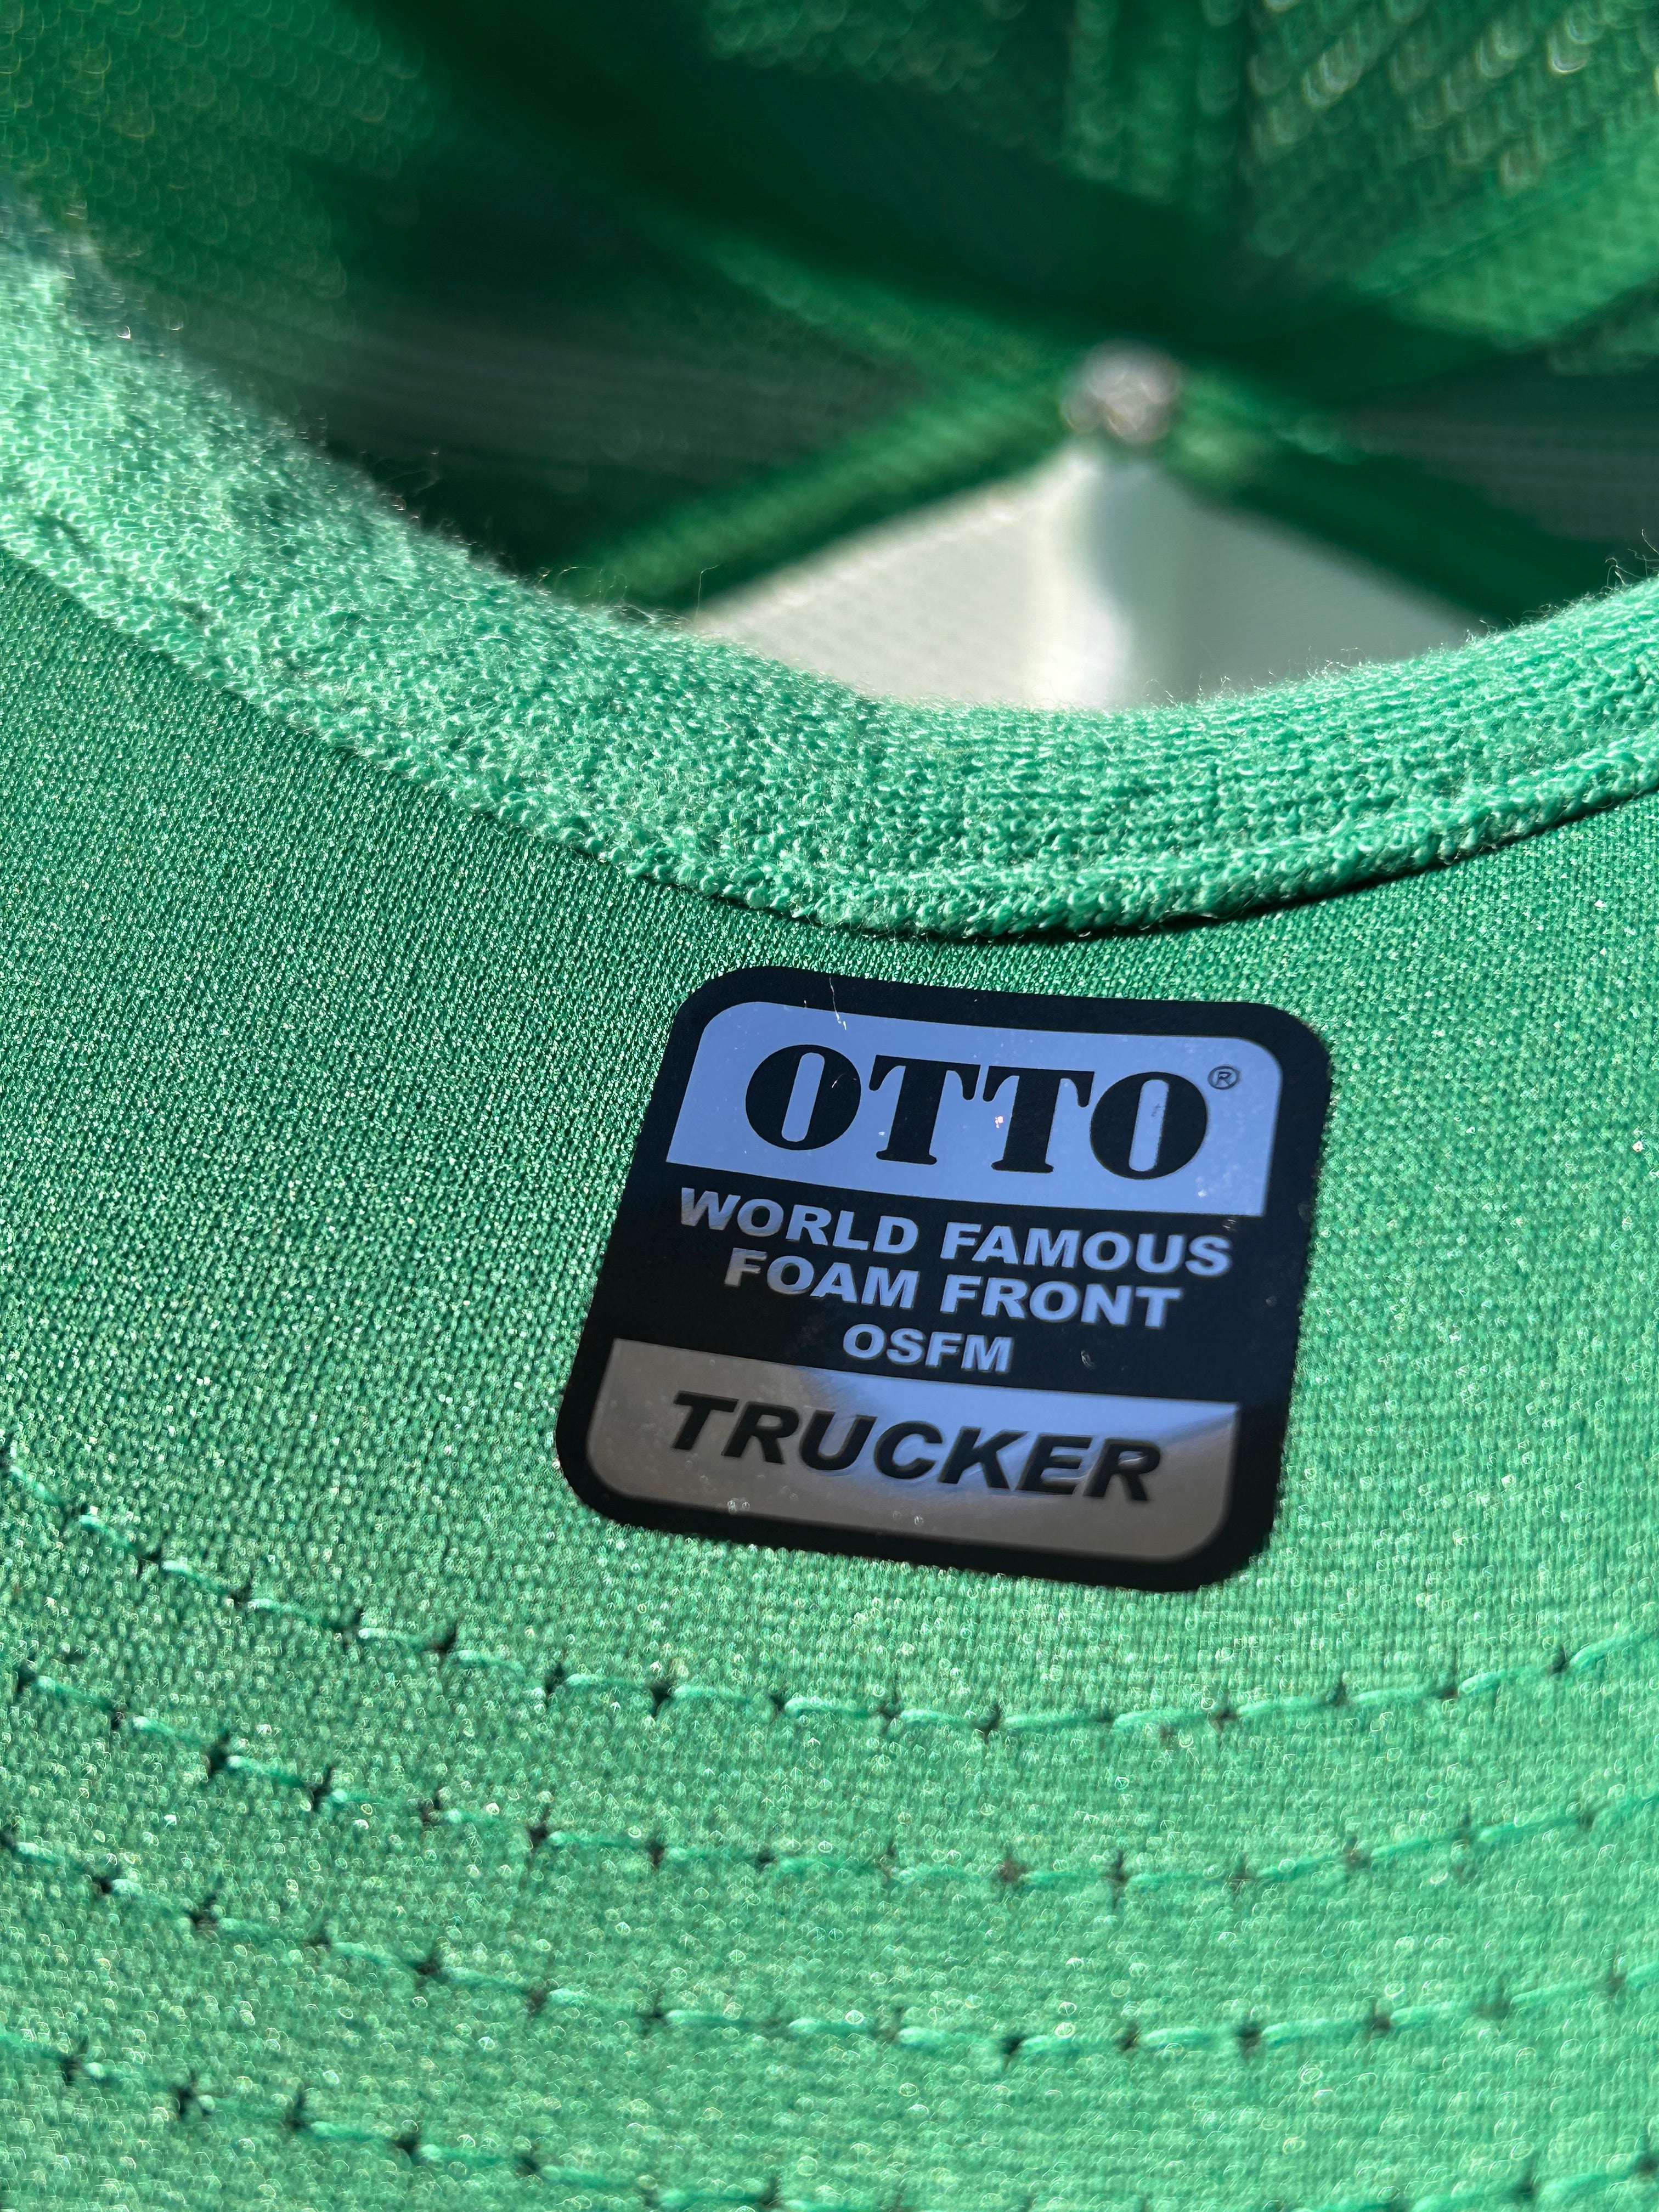 OTTO®
WORLD FAMOUS
FOAM FRONT
OSFM
TRUCKER